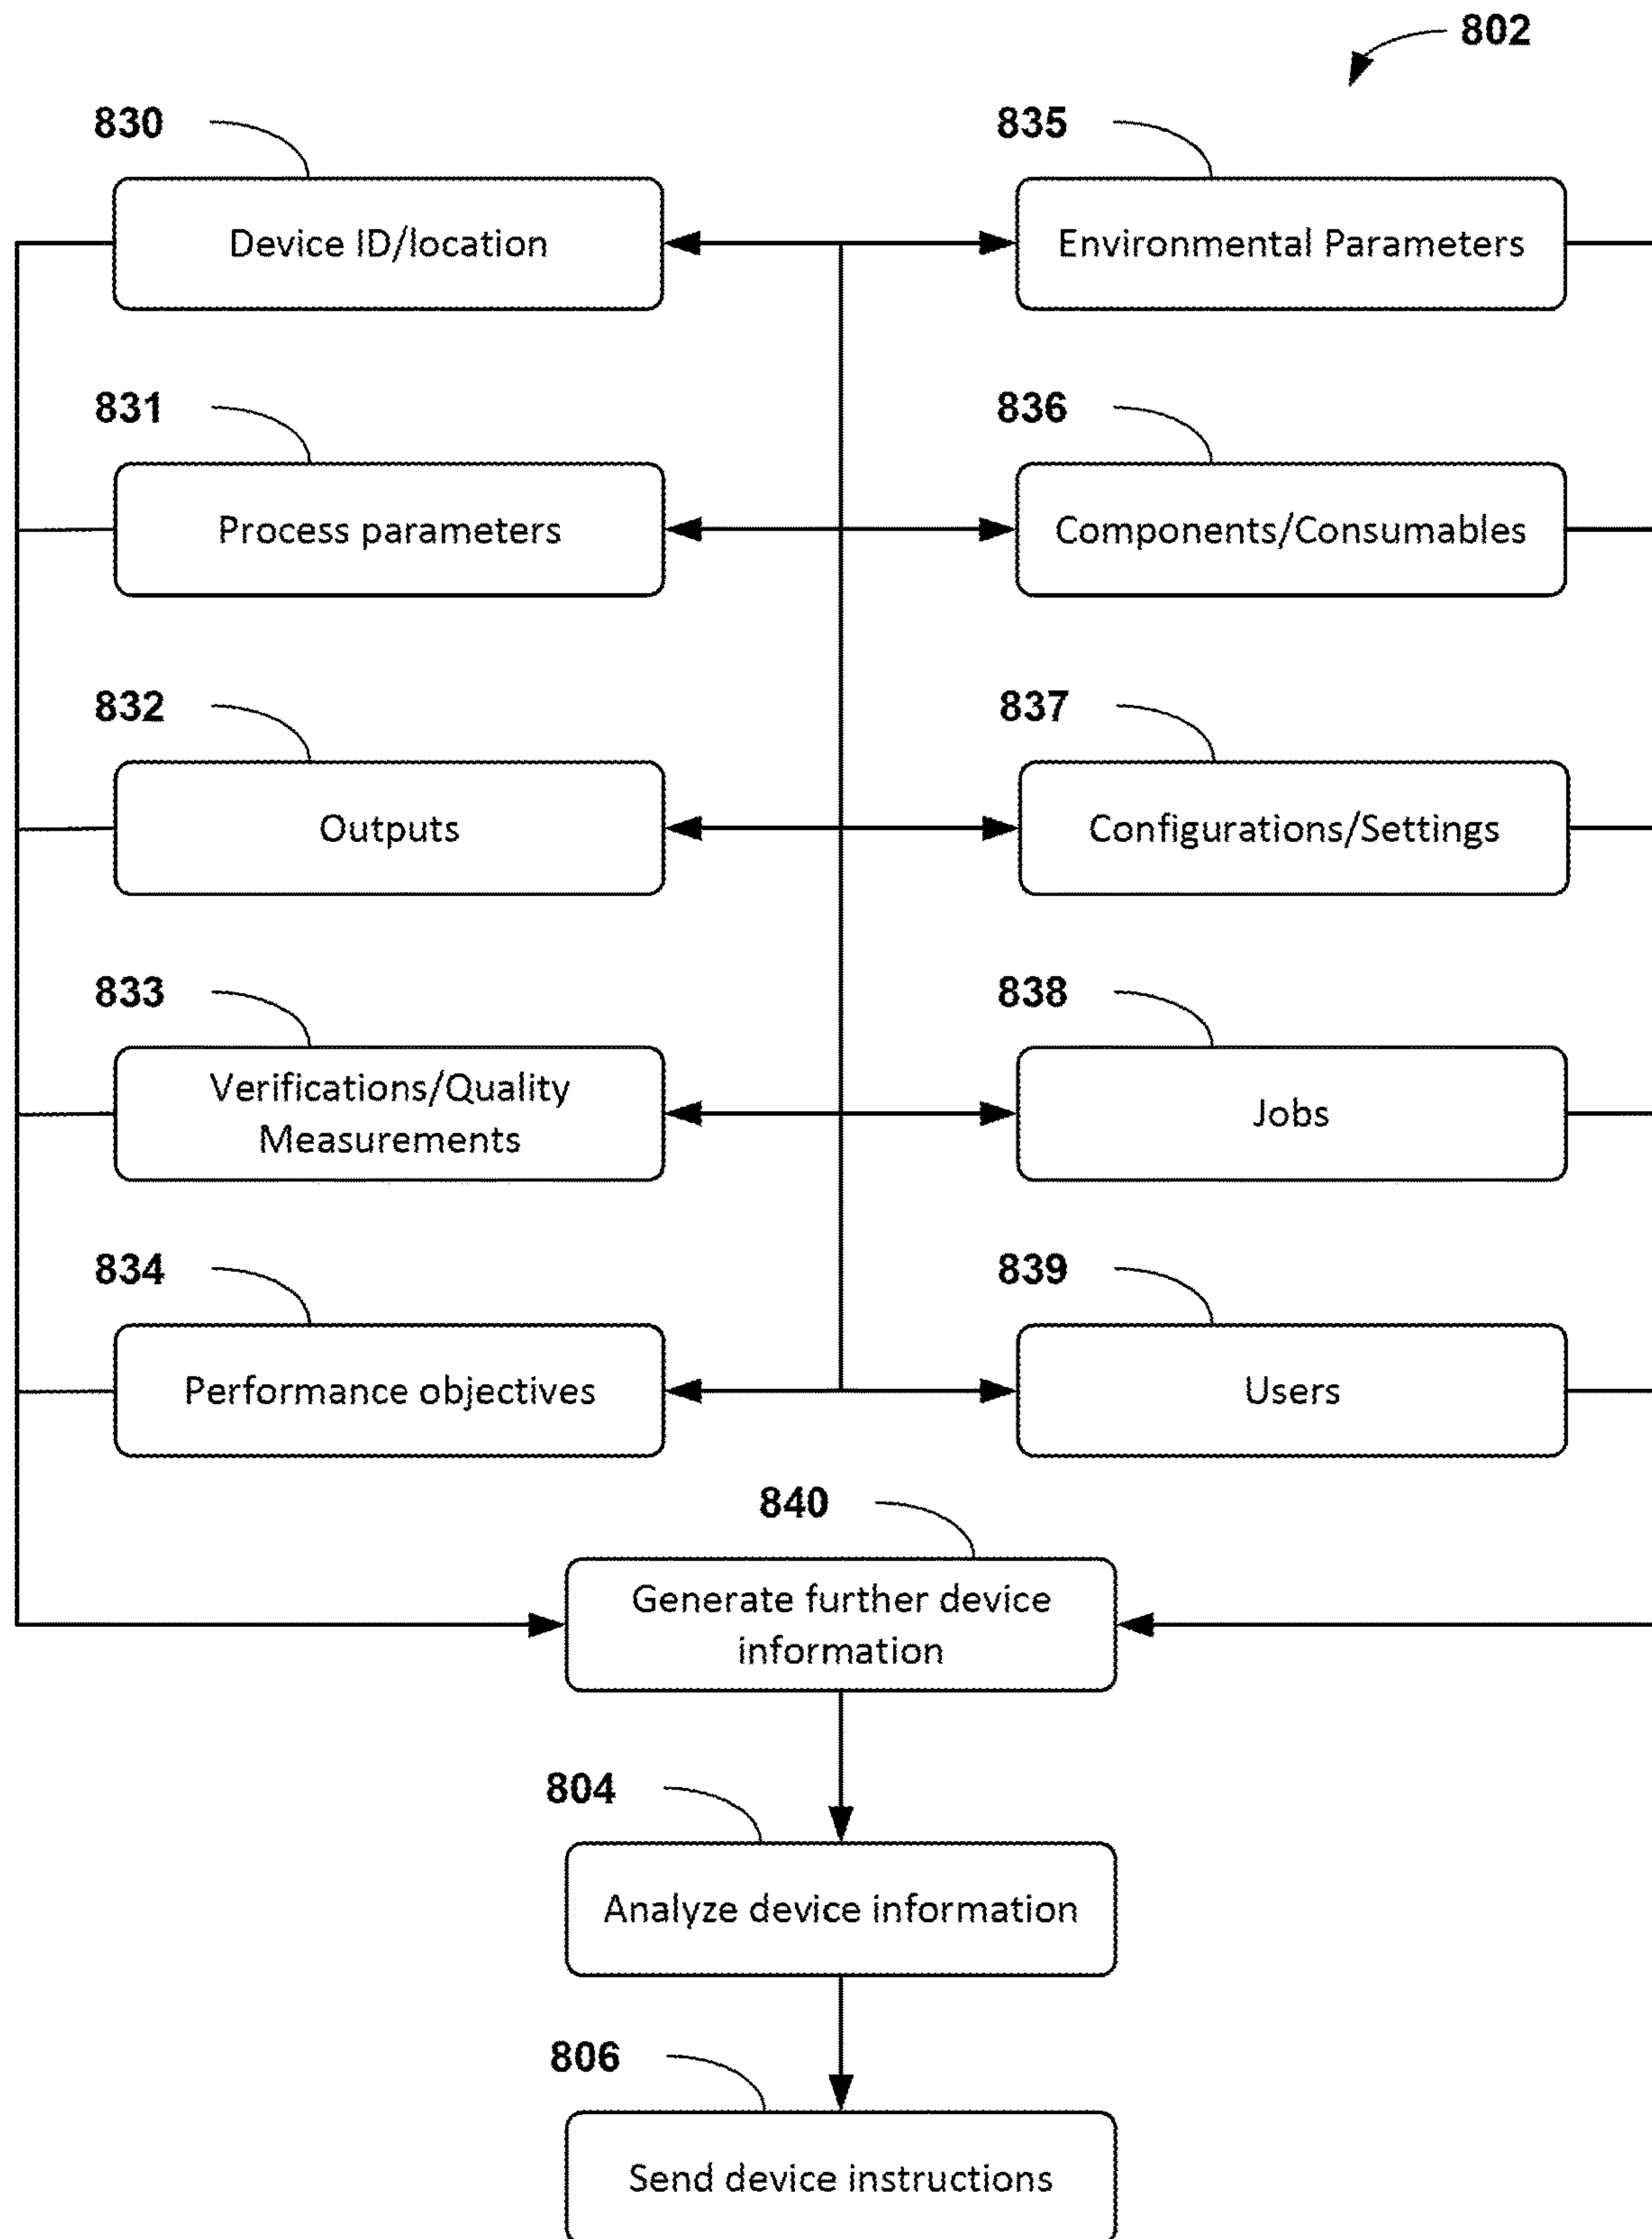 802
830
835
Device ID/location
Environmental Parameters
831
836
Process parameters
Components/Consumables
832
837
Outputs
Configurations/Settings
833
838
Verifications/Quality
Measurements
Jobs
834
839
Performance objectives
Users
840
Generate further device
information
804
Analyze device information
806
Send device instructions